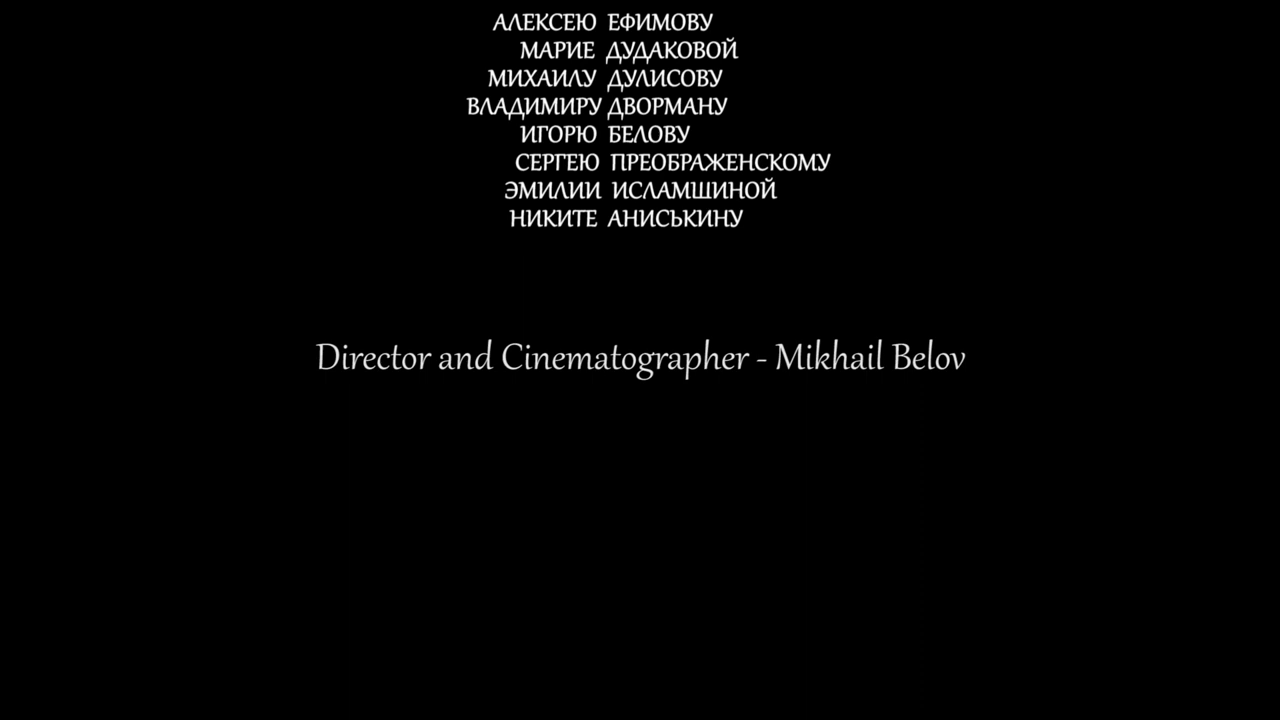 АЛЕКСЕЮ ЕФИМОВУ
МАРИЕ ДУДАКОВОЙ
МИХАИЛУ ДУЛИСОВУ
ВЛАДИМИРУ ДВОРМАНУ
ИГОРЮ БЕЛОВУ
СЕРГЕЮ ПРЕОБРАЖЕНСКОМУ
ЭМИЛИИ ИСЛАМШИНОЙ
НИКИТЕ АНИСЬКИНУ
Director and Cinematographer - Mikhail Belov